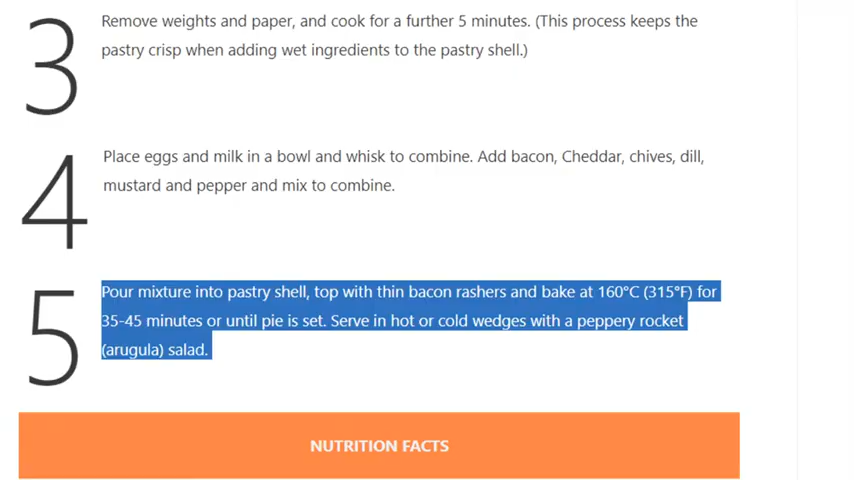 3
Remove weights and paper, and cook for a further 5 minutes. (This process keeps the
pastry crisp when adding wet ingredients to the pastry shell.)
4
Place eggs and milk in a bowl and whisk to combine. Add bacon, Cheddar, chives, dill,
mustard and pepper and mix to combine.
5
Pour mixture into pastry shell, top with thin bacon rashers and bake at 160°C (315°F) for
35-45 minutes or until pie is set. Serve in hot or cold wedges with a peppery rocket
(arugula) salad.
NUTRITION FACTS